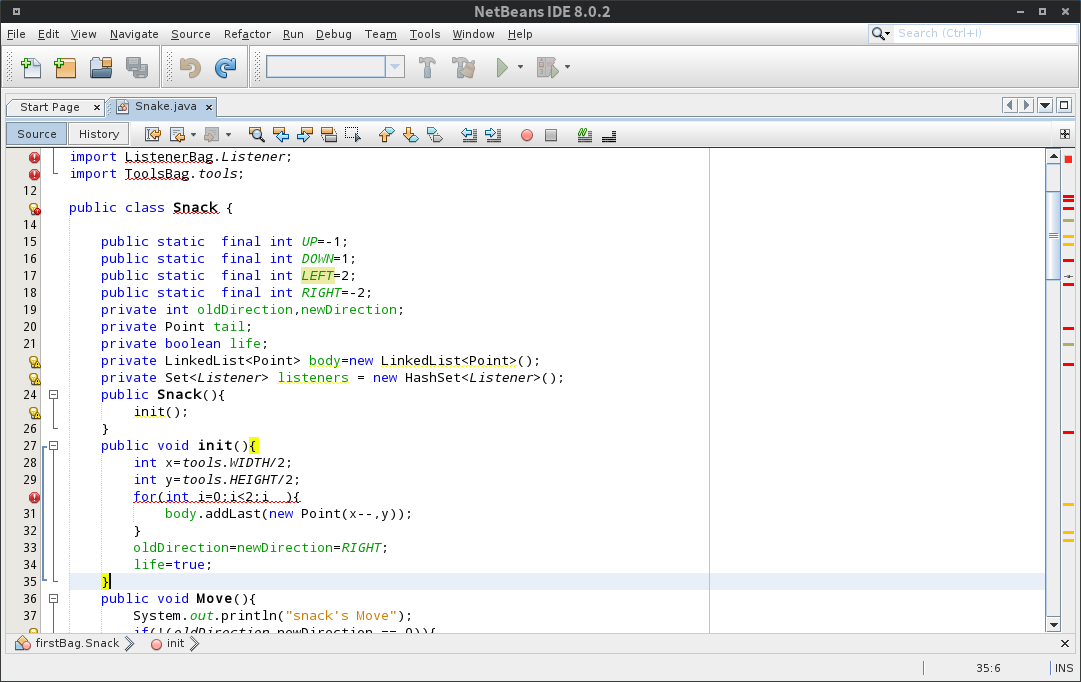 NetBeans IDE 8.0.2
File Edit View Navigate Source Refactor Run Debug Team Tools Window Help
Search (Ctrl+I)
Start Page Snake.java
Source History
import ListenerBag.Listener;
import ToolsBag.tools;
12
public class Snack {
14
15 public static  final int UP=-1;
16 public static  final int DOWN=1;
17 public static  final int LEFT=2;
18 public static  final int RIGHT=-2;
19 private int oldDirection,newDirection;
20 private Point tail;
21 private boolean life;
private LinkedList<Point> body=new LinkedList<Point>();
private Set<Listener> listeners = new HashSet<Listener>();
24 public Snack(){
init();
26 }
27 public void init(){
28 int x=tools.WIDTH/2;
29 int y=tools.HEIGHT/2;
for(int i=0;i<2;i  ){
31 body.addLast(new Point(x--,y));
32 }
33 oldDirection=newDirection=RIGHT;
34 life=true;
35 }
36 public void Move(){
37 System.out.println("snack's Move");
if(!(oldDirection newDirection == 0)){
firstBag.Snack init
35:6 INS